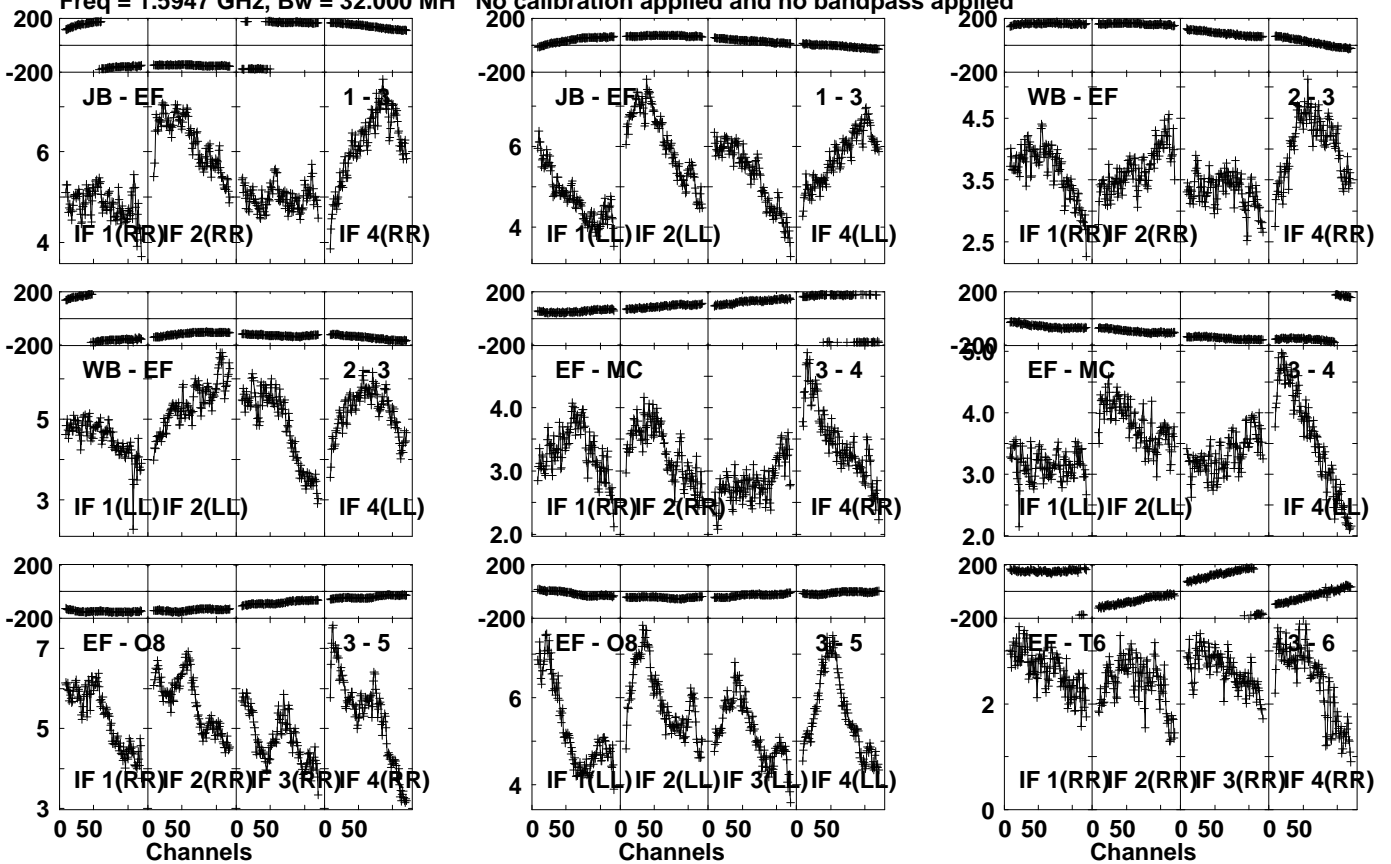 Freq = 1.5947 GHz, Bw = 32.000 MH No calibration applied and no bandpass applied
200
-200
JB - EF 1 - 3
6
4
IF 1(RR) IF 2(RR) IF 4(RR)
JB - EF 1 - 3
6
4
IF 1(LL) IF 2(LL) IF 4(LL)
200
-200
WB - EF 2 - 3
4.5
3.5
2.5
IF 1(RR) IF 2(RR) IF 4(RR)
200
-200
WB - EF 2 - 3
5
3
IF 1(LL) IF 2(LL) IF 4(LL)
200
-200
EF - MC 3 - 4
4.0
3.0
2.0
IF 1(RR) IF 2(RR) IF 4(RR)
200
-200
5.0
EF - MC 3 - 4
4.0
3.0
2.0
IF 1(LL) IF 2(LL) IF 4(LL)
200
-200
EF - O8 3 - 5
7
5
3
IF 1(RR) IF 2(RR) IF 3(RR) IF 4(RR)
0 50 0 50 0 50 0 50
Channels
200
-200
EF - O8 3 - 5
6
4
IF 1(LL) IF 2(LL) IF 3(LL) IF 4(LL)
0 50 0 50 0 50 0 50
Channels
200
-200
EF - T6 3 - 6
2
0
IF 1(RR) IF 2(RR) IF 3(RR) IF 4(RR)
0 50 0 50 0 50 0 50
Channels